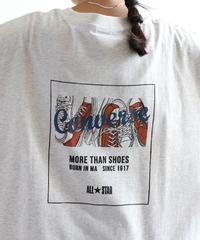 Converse
MORE THAN SHOES
BORN IN MA SINCE 1917
ALL★STAR